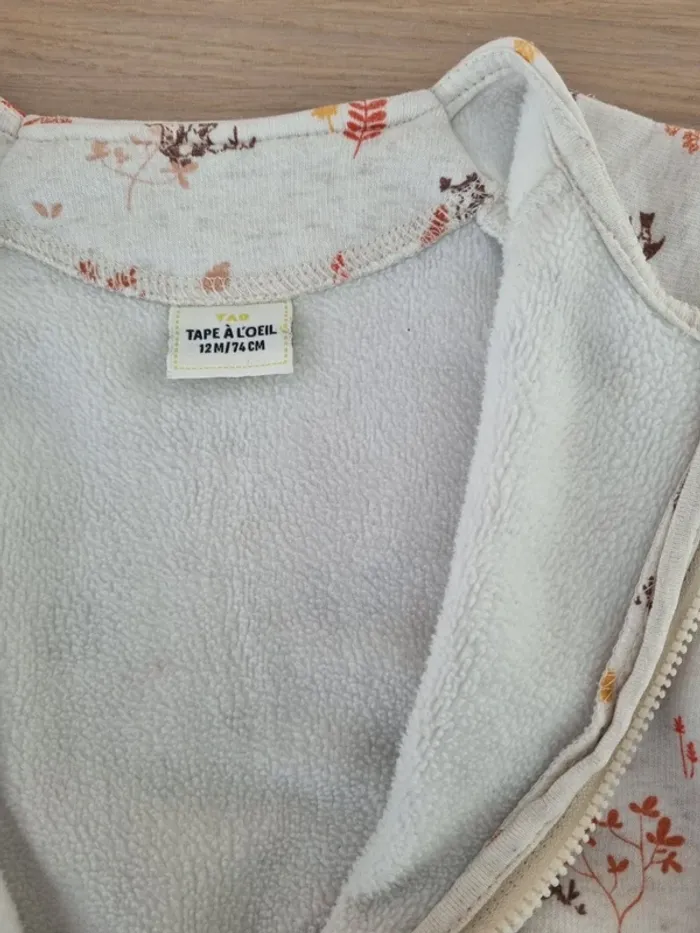 TAO
TAPE À L'OEIL
12M/74CM